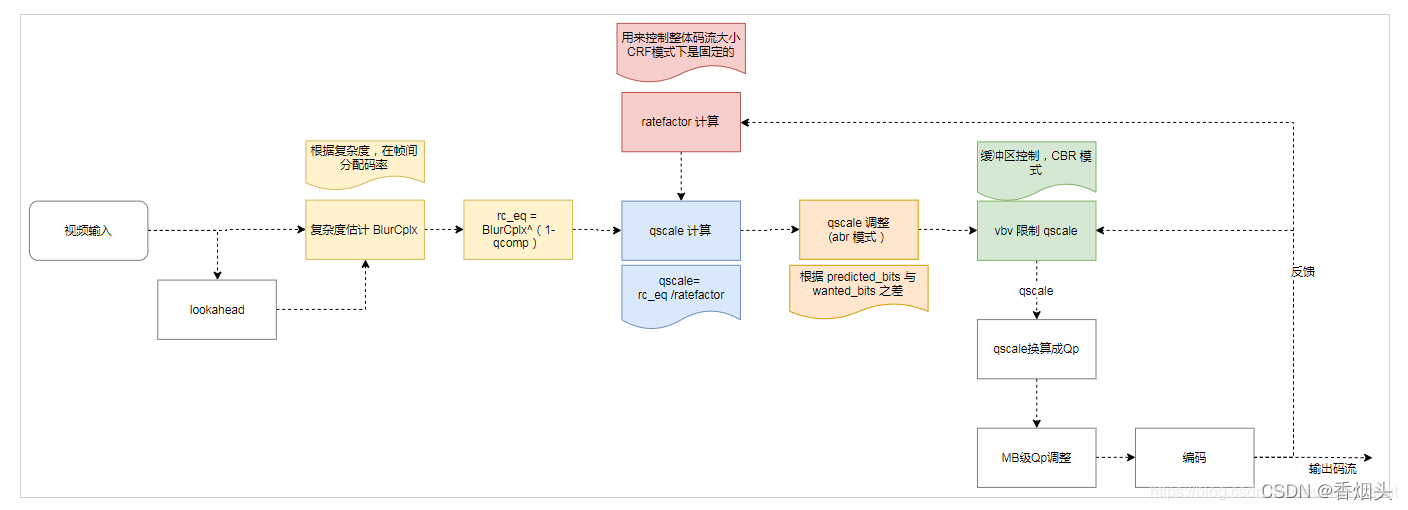 用来控制整体码流大小
CRF模式下是固定的
ratefactor 计算
根据复杂度，在帧间
分配码率
缓冲区控制，CBR 模
式
视频输入
复杂度估计 BlurCplx
rc_eq =
BlurCplx^（1-
qcomp）
qscale 计算
qscale 调整
(abr 模式）
vbv 限制 qscale
反馈
qscale=
rc_eq /ratefactor
根据 predicted_bits 与
wanted_bits 之差
qscale
lookahead
qscale换算成Qp
MB级Qp调整
编码
输出码流
CSDN @香烟头